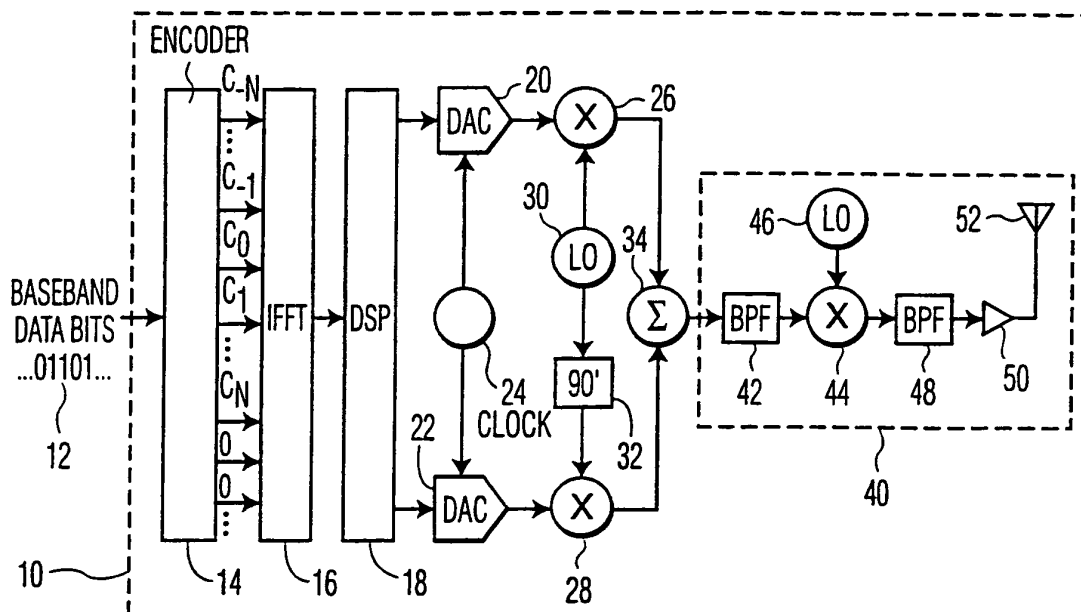 ENCODER
C-N
...
C-1
C0
C1
...
CN
0
0
...
BASEBAND
DATA BITS
...01101...
12
10
14
IFFT
16
DSP
18
DAC
20
X
26
30
LO
24
CLOCK
90'
32
22
DAC
X
28
34
Σ
BPF
42
46
LO
X
44
BPF
48
50
52
40